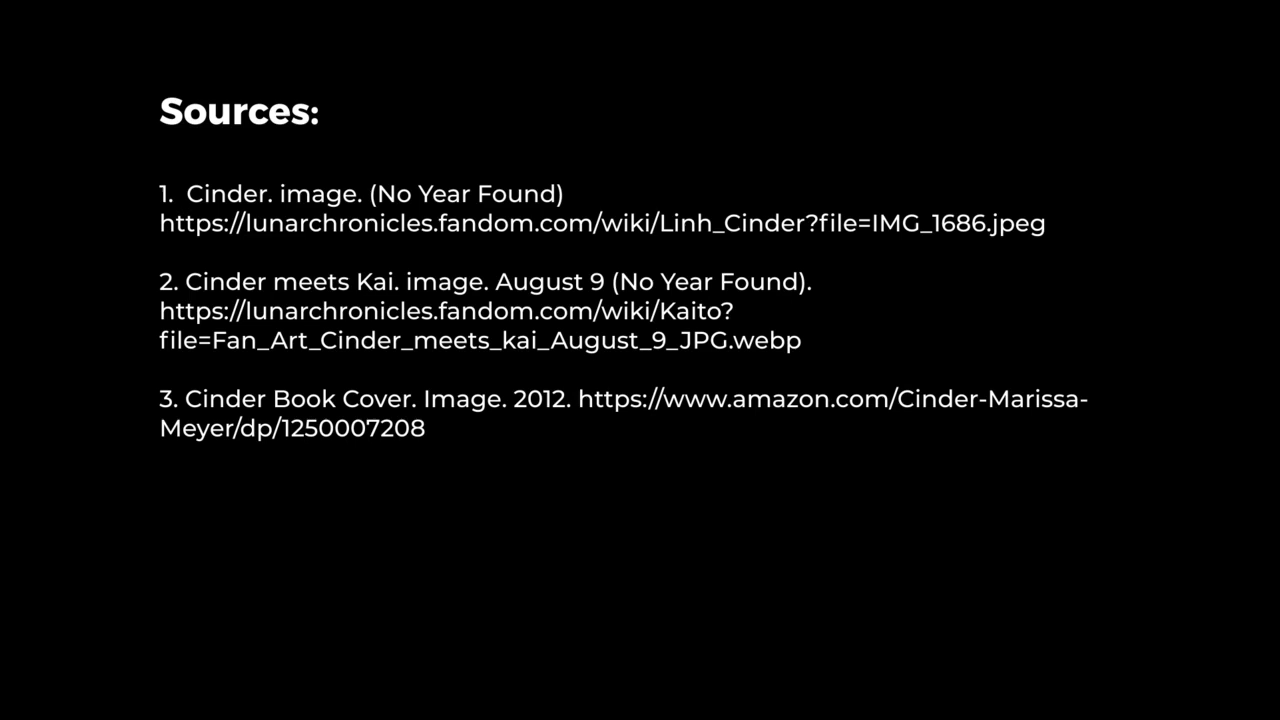 Sources:
1.  Cinder. image. (No Year Found)
https://lunarchronicles.fandom.com/wiki/Linh_Cinder?file=IMG_1686.jpeg
2. Cinder meets Kai. image. August 9 (No Year Found).
https://lunarchronicles.fandom.com/wiki/Kaito?
file=Fan_Art_Cinder_meets_kai_August_9_JPG.webp
3. Cinder Book Cover. Image. 2012. https://www.amazon.com/Cinder-Marissa-
Meyer/dp/1250007208